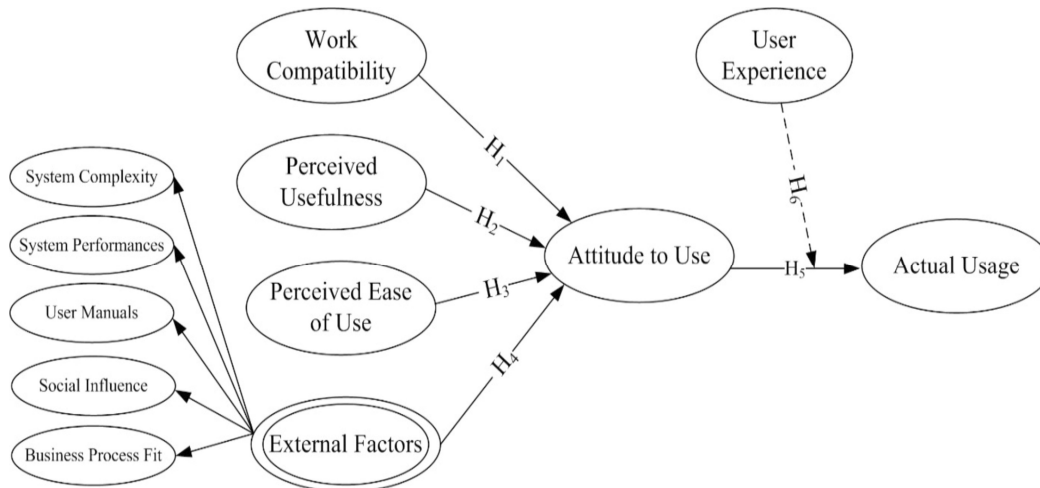 Work
Compatibility
User
Experience
H₁
System Complexity
Perceived
Usefulness
H₂
H₆
System Performances
Attitude to Use
H₅
Actual Usage
User Manuals
Perceived Ease
of Use
H₃
H₄
Social Influence
External Factors
Business Process Fit